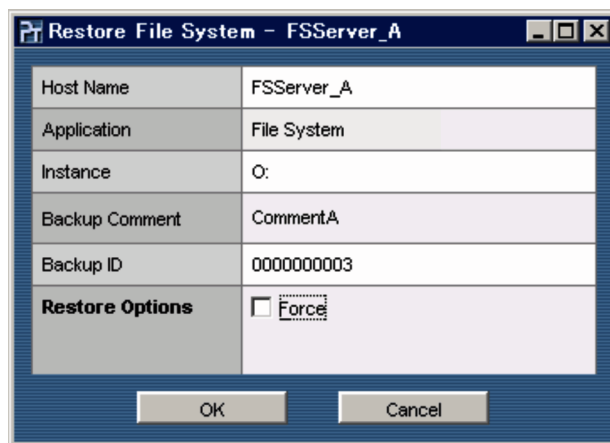 Restore File System - FSServer_A
Host Name FSServer_A
Application File System
Instance O:
Backup Comment CommentA
Backup ID 0000000003
Restore Options Force
OK Cancel